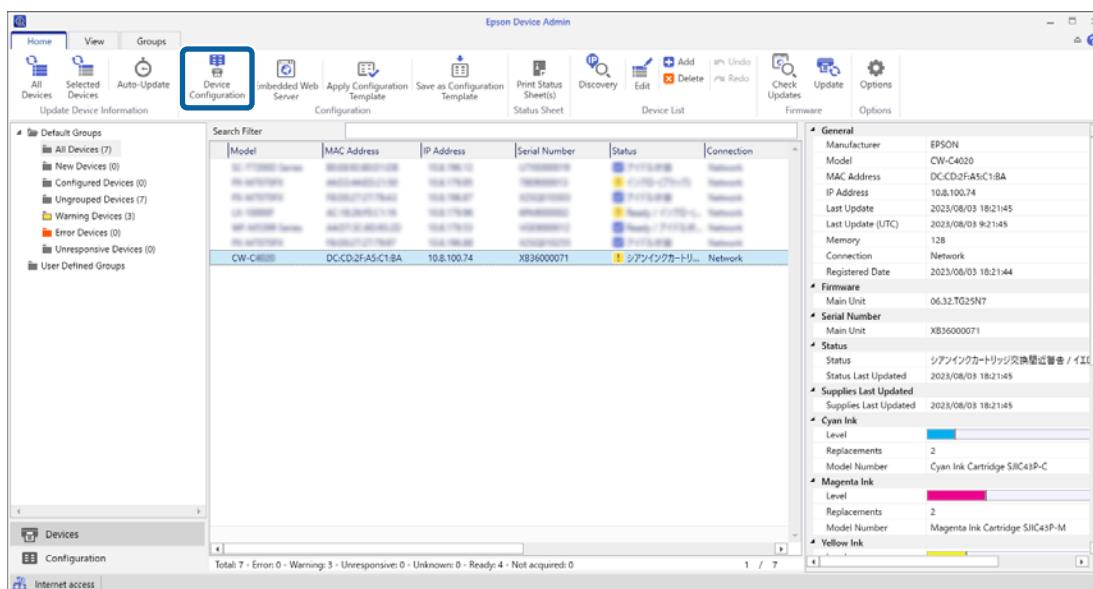 Epson Device Admin
Home View Groups
All Devices
Selected Devices
Auto-Update
Update Device Information
Device Configuration
Embedded Web Server
Apply Configuration Template
Save as Configuration Template
Configuration
Print Status Sheet(s)
Status Sheet
Discovery
Edit
Add
Delete
Undo
Redo
Device List
Check Updates
Update
Firmware
Options
Options
Default Groups
All Devices (7)
New Devices (0)
Configured Devices (0)
Ungrouped Devices (7)
Warning Devices (3)
Error Devices (0)
Unresponsive Devices (0)
User Defined Groups
Devices
Configuration
Search Filter
Model MAC Address IP Address Serial Number Status Connection
CW-C DC:CD:2F:A5:C1:BA 10.8.100.74 XB36000071 シアンインクカートリ... Network
Total: 7 - Error: 0 - Warning: 3 - Unresponsive: 0 - Unknown: 0 - Ready: 4 - Not acquired: 0
1 / 7
General
Manufacturer EPSON
Model CW-C4020
MAC Address DC:CD:2F:A5:C1:BA
IP Address 10.8.100.74
Last Update 2023/08/03 18:21:45
Last Update (UTC) 2023/08/03 9:21:45
Memory 128
Connection Network
Registered Date 2023/08/03 18:21:44
Firmware
Main Unit 06.32.TG25N7
Serial Number
Main Unit XB36000071
Status
Status シアンインクカートリッジ交換間近警告 / イエロ
Status Last Updated 2023/08/03 18:21:45
Supplies Last Updated
Supplies Last Updated 2023/08/03 18:21:45
Cyan Ink
Level
Replacements 2
Model Number Cyan Ink Cartridge SJIC43P-C
Magenta Ink
Level
Replacements 2
Model Number Magenta Ink Cartridge SJIC43P-M
Yellow Ink
Internet access